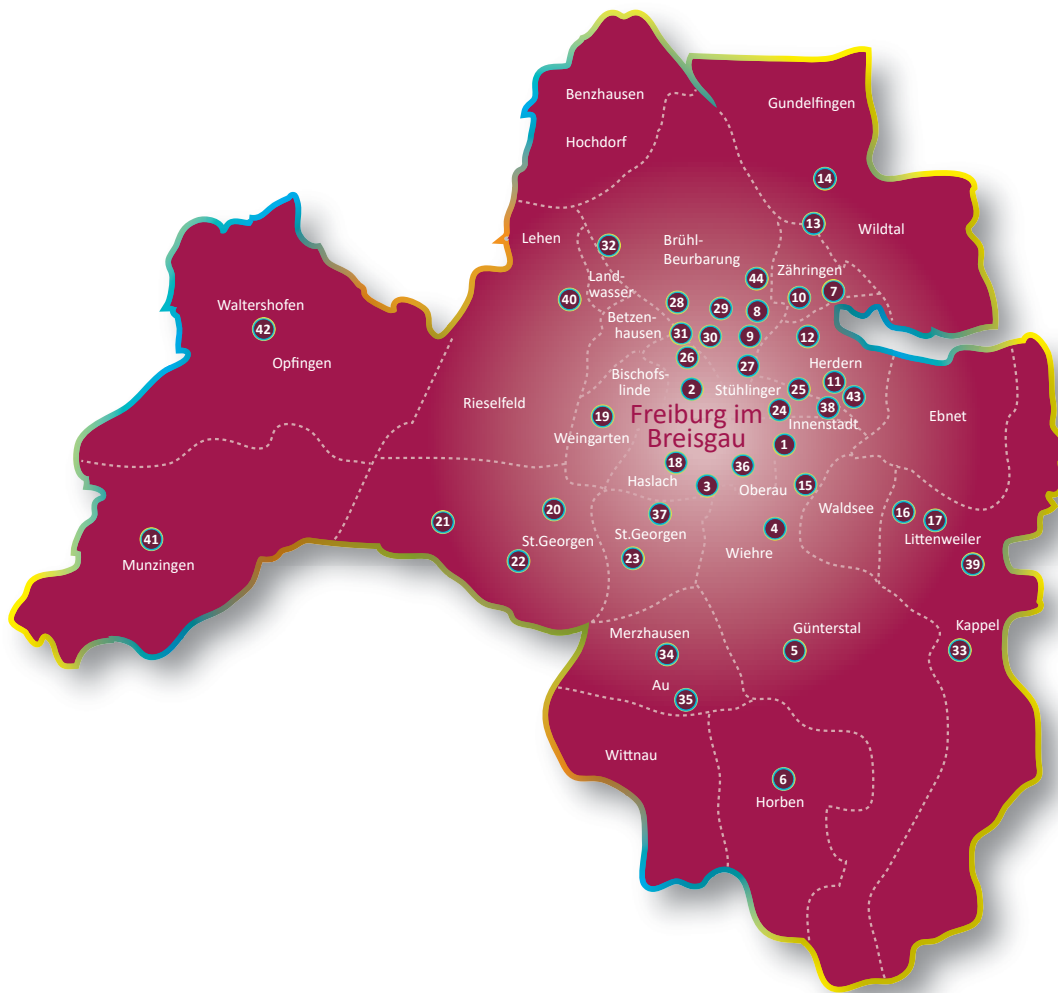 Benzhausen
Gundelfingen
Hochdorf
14
13
Wildtal
Lehen
32
Brühl-
Beurbarung
Zähringen
44
7
10
Land-
wasser
40
28
29
8
Waltershofen
42
Opfingen
Betzen-
hausen
31
30
9
12
26
27
Herdern
Bischofs-
linde
2
Stühlinger
25
11
43
38
24
Innenstadt
Rieselfeld
19
Weingarten
Freiburg im
Breisgau
1
Ebnet
18
Haslach
36
3
Oberau
15
Waldsee
16
17
Littenweiler
20
21
St.Georgen
22
37
St.Georgen
23
4
Wiehre
39
41
Munzingen
Merzhausen
34
Günterstal
5
Kappel
33
Au
35
Wittnau
6
Horben